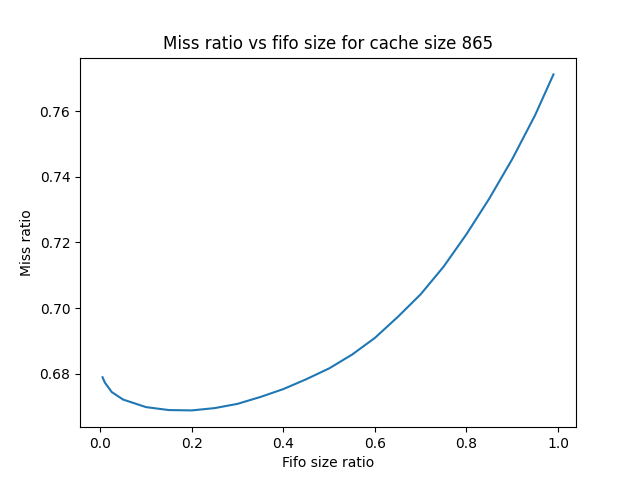 Miss ratio vs fifo size for cache size 865
0.76
0.74
0.72
0.70
0.68
Miss ratio
0.0 0.2 0.4 0.6 0.8 1.0
Fifo size ratio